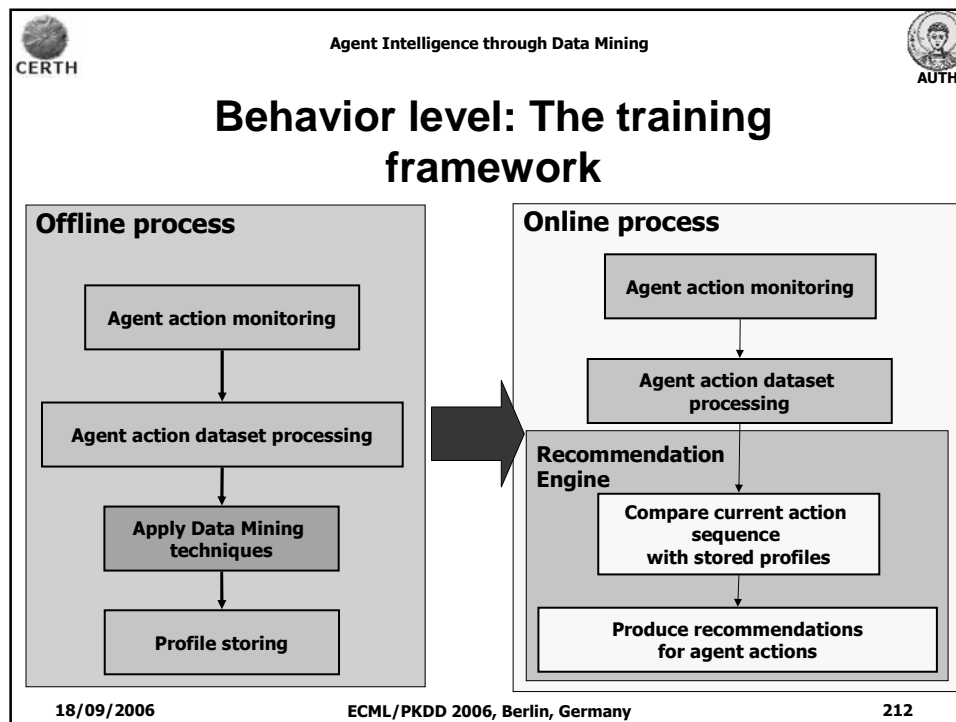 CERTH
Agent Intelligence through Data Mining
AUTH
Behavior level: The training
framework
Offline process
Agent action monitoring
Agent action dataset processing
Apply Data Mining
techniques
Profile storing
Online process
Agent action monitoring
Agent action dataset
processing
Recommendation
Engine
Compare current action
sequence
with stored profiles
Produce recommendations
for agent actions
18/09/2006
ECML/PKDD 2006, Berlin, Germany
212